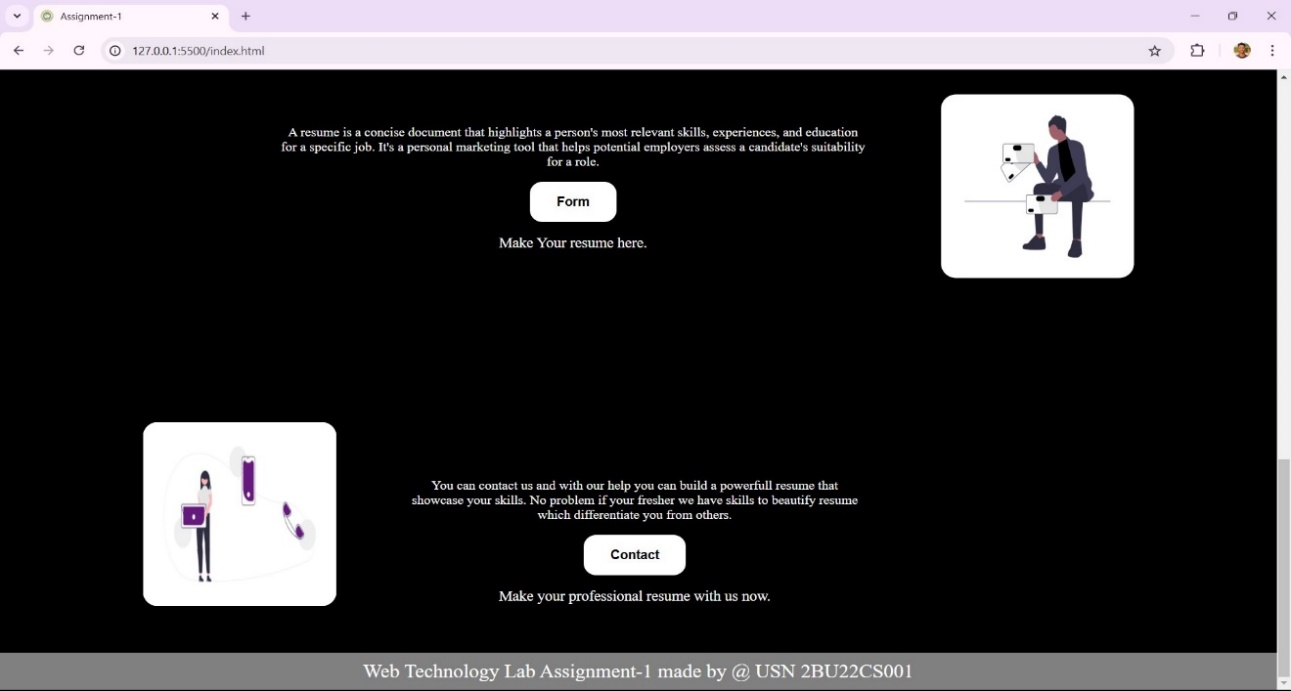 Assignment-1
127.0.0.1:5500/index.html
A resume is a concise document that highlights a person's most relevant skills, experiences, and education
for a specific job. It's a personal marketing tool that helps potential employers assess a candidate's suitability
for a role.
Form
Make Your resume here.
You can contact us and with our help you can build a powerfull resume that
showcase your skills. No problem if your fresher we have skills to beautify resume
which differentiate you from others.
Contact
Make your professional resume with us now.
Web Technology Lab Assignment-1 made by @ USN 2BU22CS001